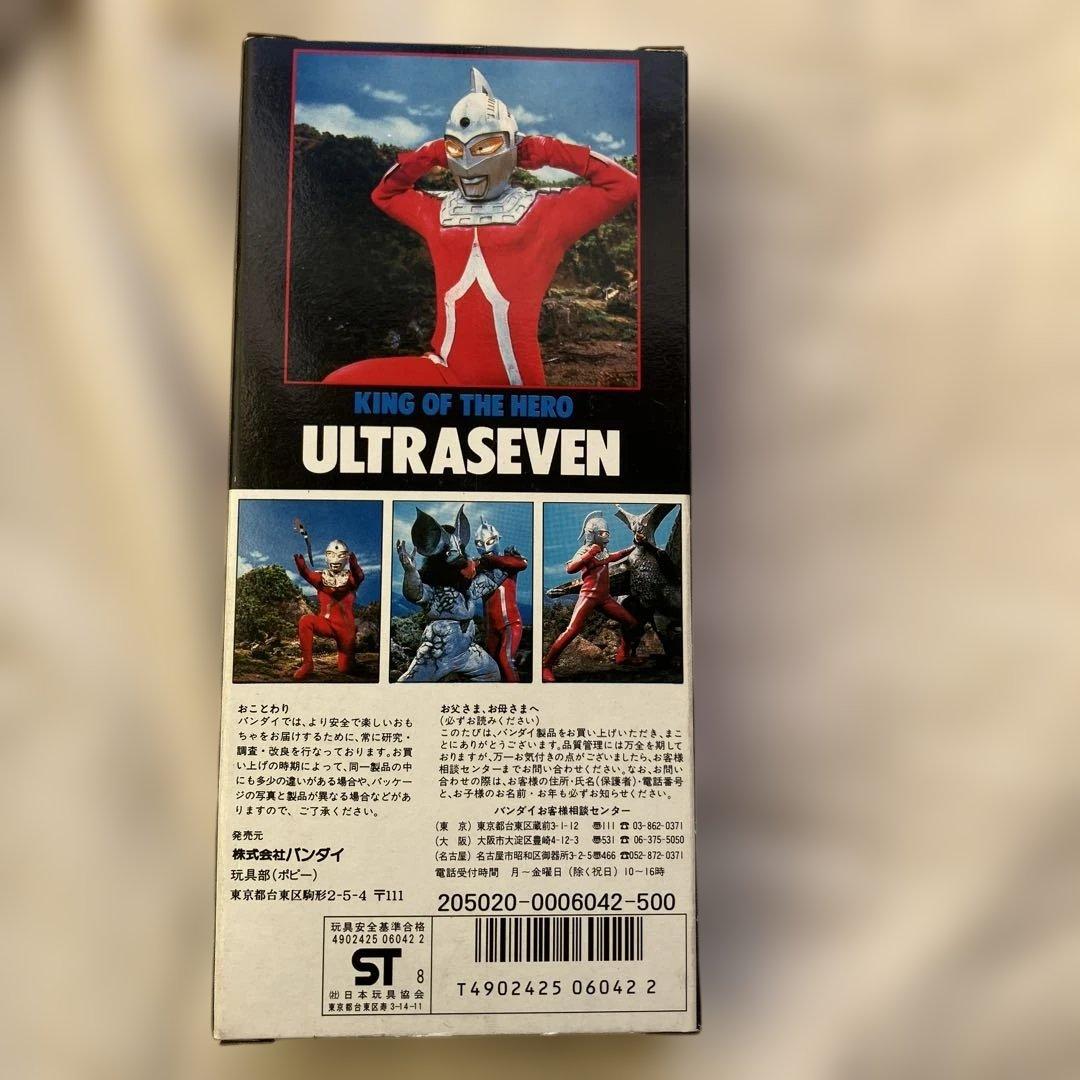 KING OF THE HERO
ULTRASEVEN
おことわり
バンダイでは、より安全で楽しいおも
ちゃをお届けするために、常に研究・
調査・改良を行なっております。お買
い上げの時期によって、同一製品の中
にも多少の違いがある場合や、パッケー
ジの写真と製品が異なる場合などがあ
りますので、ご了承ください。
発売元
株式会社バンダイ
玩具部(ポピー)
東京都台東区駒形2-5-4 〒111
お父さま、お母さまへ
(必ずお読みください)
このたびは、バンダイ製品をお買い上げいただき、まこ
とにありがとうございます。品質管理には万全を期して
おりますが、万一お気付きの点がございましたら、お客様
相談センターまでお問い合わせください。なお、お問い
合わせの際は、お客様の住所・氏名(保護者)・電話番号
と、お子様のお名前・お年も必ずお知らせください。
バンダイお客様相談センター
(東 京) 東京都台東区蔵前3-1-12 〠111 ☎03-862-0371
(大 阪) 大阪市大淀区豊崎4-12-3 〠531 ☎06-375-5050
(名古屋) 名古屋市昭和区御器所3-2-5〠466 ☎052-872-0371
電話受付時間 月〜金曜日(除く祝日)10〜16時
205020-0006042-500
玩具安全基準合格
4902425 06042 2
ST 8
(社)日本玩具協会
東京都台東区寿3-14-11
T4902425 06042 2